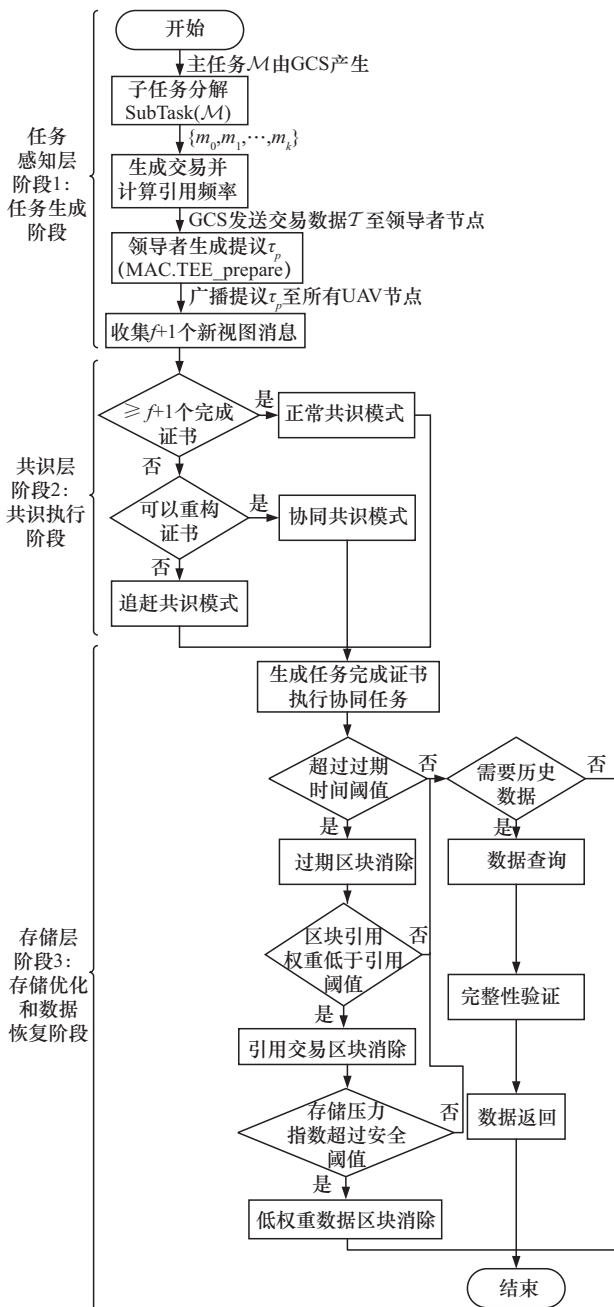 开始
主任务ℳ由GCS产生
子任务分解
SubTask(ℳ)
{m₀,m₁,⋯,mₖ}
生成交易并
计算引用频率
GCS发送交易数据𝒯至领导者节点
领导者生成提议τₚ
(MAC.TEE_prepare)
广播提议τₚ至所有UAV节点
收集f+1个新视图消息
任务
感知层
阶段1:
任务生成
阶段
≥ f+1个完成
证书
是
正常共识模式
否
可以重构
证书
是
协同共识模式
否
追赶共识模式
共识层
阶段2:
共识执行
阶段
生成任务完成证书
执行协同任务
超过过期
时间阈值
否
需要历史
数据
否
是
是
过期区块消除
数据查询
区块引用
权重低于引用
阈值
否
完整性验证
是
引用交易区块消除
存储压力
指数超过安全
阈值
否
数据返回
是
低权重数据区块消除
结束
存储层
阶段3:
存储优化
和数据
恢复阶段